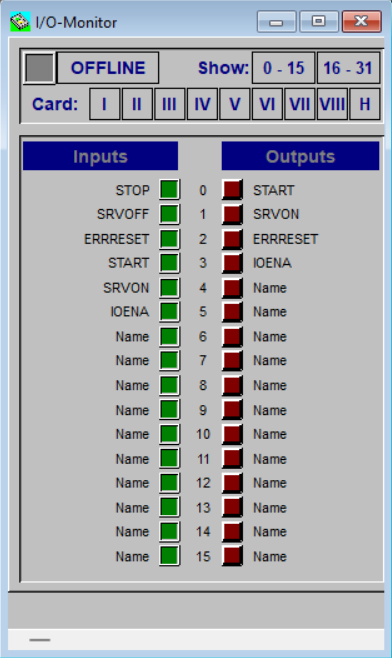 I/O-Monitor
OFFLINE Show: 0 - 15 16 - 31
Card: I II III IV V VI VII VIII H
Inputs Outputs
STOP 0 START
SRVOFF 1 SRVON
ERRRESET 2 ERRRESET
START 3 IOENA
SRVON 4 Name
IOENA 5 Name
Name 6 Name
Name 7 Name
Name 8 Name
Name 9 Name
Name 10 Name
Name 11 Name
Name 12 Name
Name 13 Name
Name 14 Name
Name 15 Name